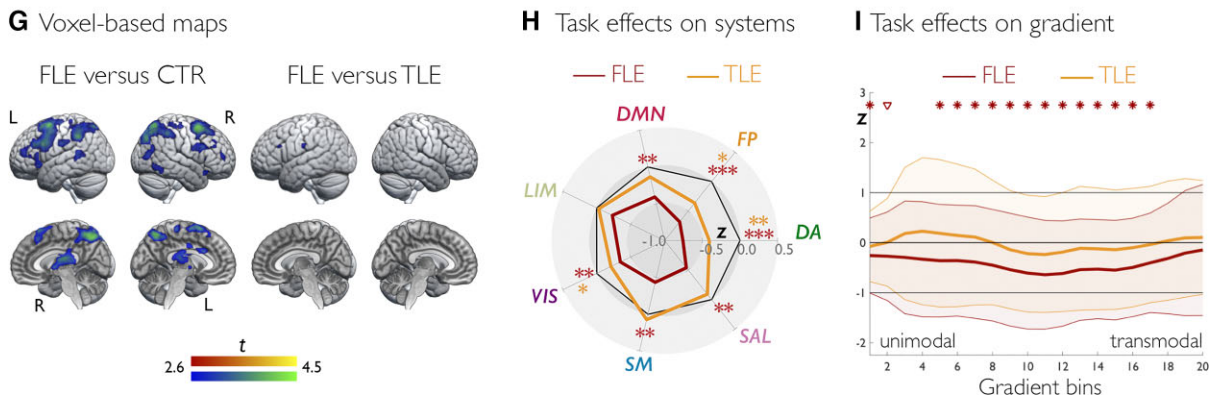 G Voxel-based maps
FLE versus CTR
FLE versus TLE
L
R
R
L
t
2.6
4.5
H Task effects on systems
FLE
TLE
DMN
**
FP
*
***
LIM
DA
**
***
z
-1.0
-0.5
0.0
0.5
VIS
**
*
SM
**
SAL
**
I Task effects on gradient
FLE
TLE
3
z
1
0
-1
-2
* ▽ * * * * * * * * * * * * *
unimodal
transmodal
2 4 6 8 10 12 14 16 18 20
Gradient bins